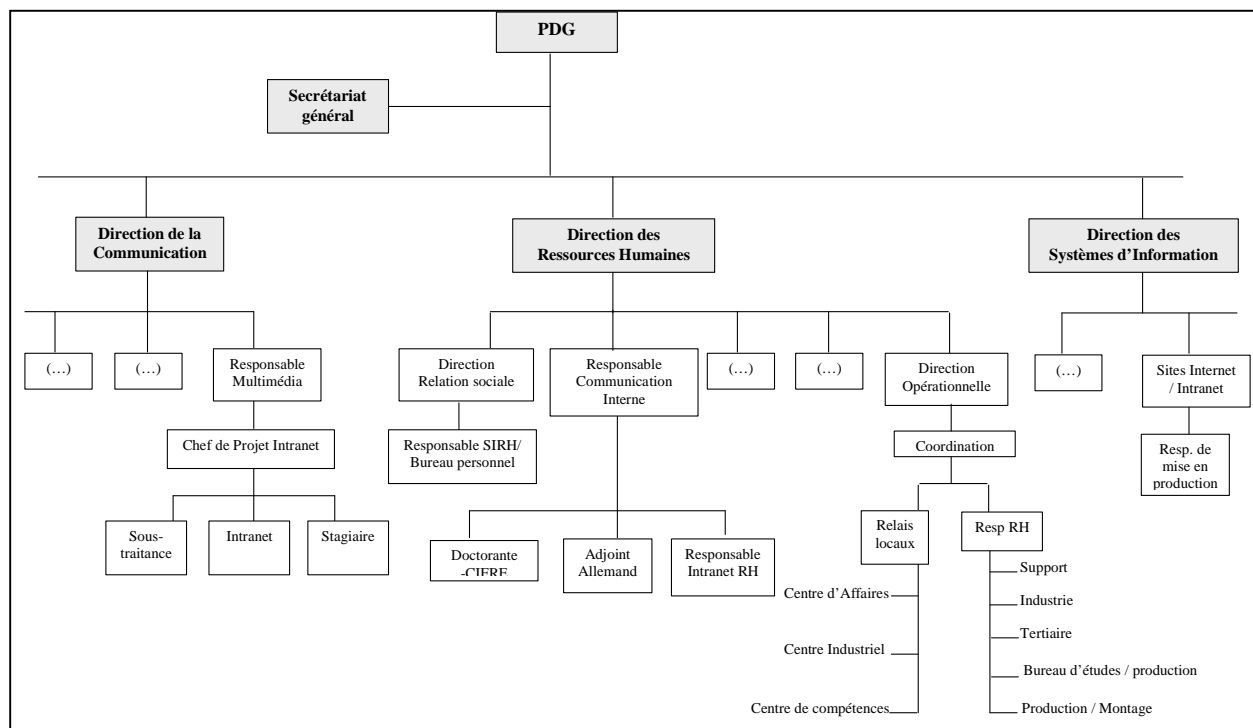 PDG
Secrétariat
général
Direction de la
Communication
Direction des
Ressources Humaines
Direction des
Systèmes d'Information
(…)
(…)
Responsable
Multimédia
Direction
Relation sociale
Responsable
Communication
Interne
(…)
(…)
Direction
Opérationnelle
(…)
Sites Internet
/ Intranet
Chef de Projet Intranet
Responsable SIRH/
Bureau personnel
Coordination
Resp. de
mise en
production
Sous-
traitance
Intranet
Stagiaire
Doctorante
-CIFRE
Adjoint
Allemand
Responsable
Intranet RH
Relais
locaux
Resp RH
Centre d'Affaires
Centre Industriel
Centre de compétences
Support
Industrie
Tertiaire
Bureau d'études / production
Production / Montage